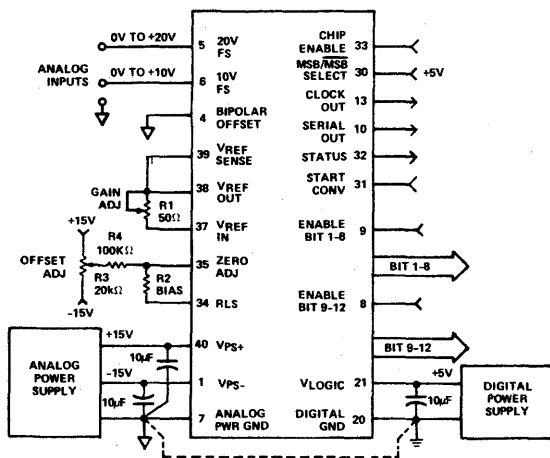 0V TO +20V
5
20V
FS
ANALOG
INPUTS
0V TO +10V
6
10V
FS
4
BIPOLAR
OFFSET
39
VREF
SENSE
GAIN
ADJ
38
VREF
OUT
R1
50Ω
37
VREF
IN
+15V
R4
100KΩ
OFFSET
ADJ
R3
20kΩ
-15V
35
ZERO
ADJ
R2
BIAS
34
RLS
ANALOG
POWER
SUPPLY
+15V
40
VPS+
10μF
-15V
1
VPS-
10μF
7
ANALOG
PWR GND
CHIP
ENABLE
33
MSB/MSB
SELECT
30
+5V
CLOCK
OUT
13
SERIAL
OUT
10
STATUS
32
START
CONV
31
ENABLE
BIT 1-8
9
BIT 1-8
ENABLE
BIT 9-12
8
BIT 9-12
VLOGIC
21
+5V
10μF
DIGITAL
GND
20
DIGITAL
POWER
SUPPLY